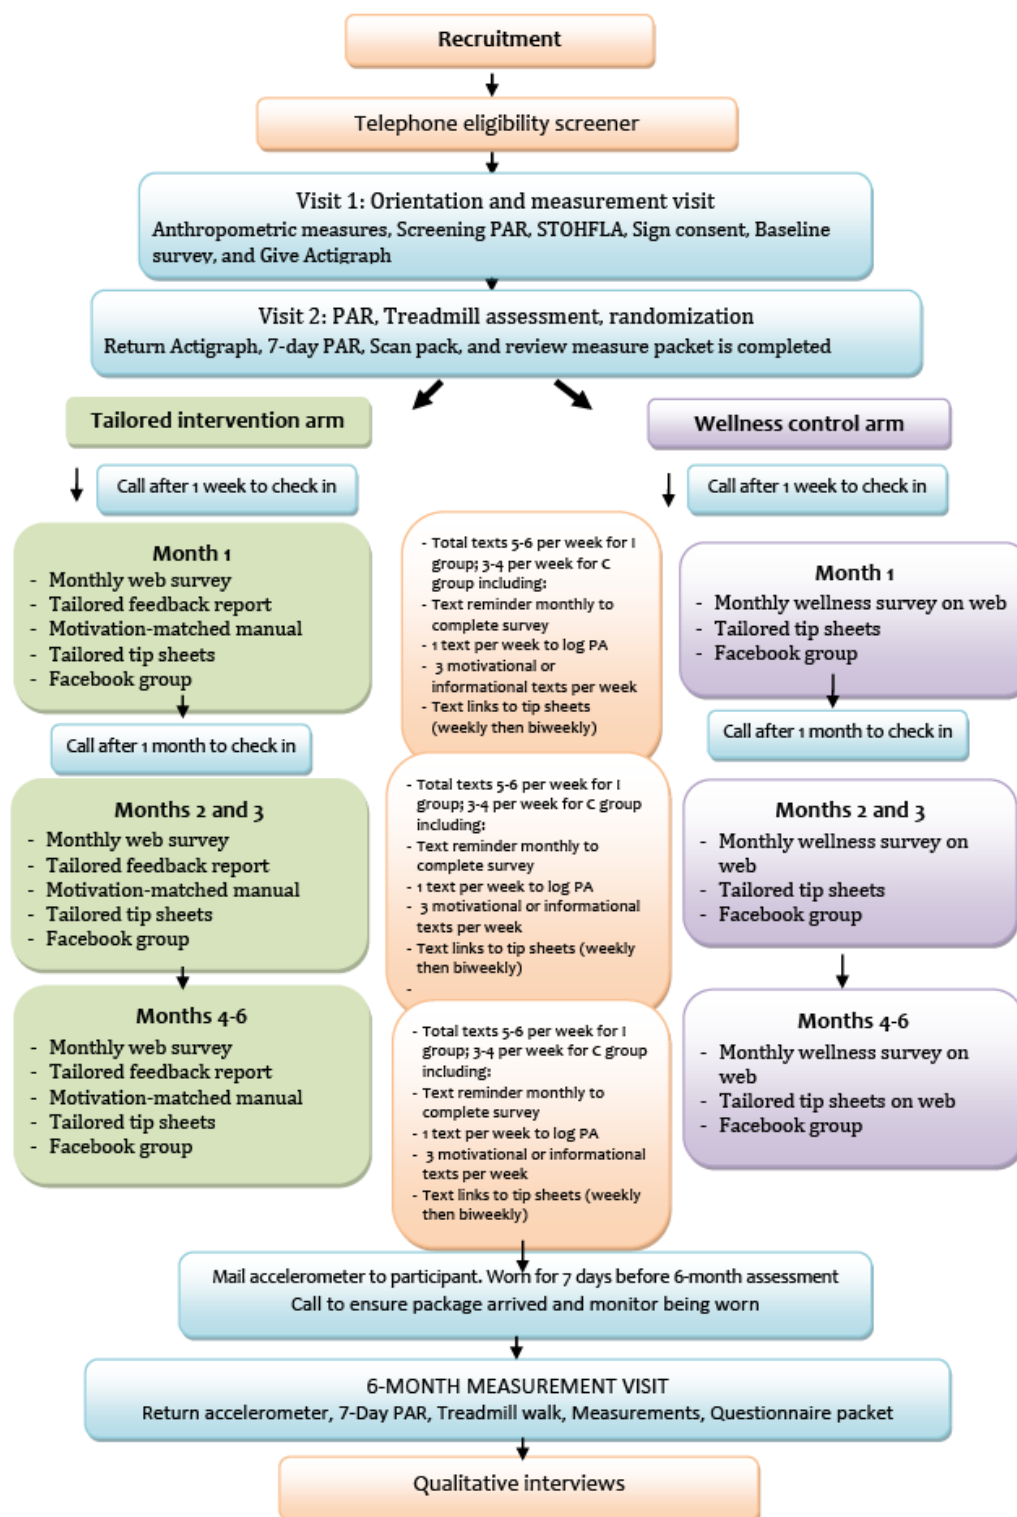 Recruitment
Telephone eligibility screener
Visit 1: Orientation and measurement visit
Anthropometric measures, Screening PAR, STOHFLA, Sign consent, Baseline
survey, and Give Actigraph
Visit 2: PAR, Treadmill assessment, randomization
Return Actigraph, 7-day PAR, Scan pack, and review measure packet is completed
Tailored intervention arm
Call after 1 week to check in
Month 1
- Monthly web survey
- Tailored feedback report
- Motivation-matched manual
- Tailored tip sheets
- Facebook group
Call after 1 month to check in
Months 2 and 3
- Monthly web survey
- Tailored feedback report
- Motivation-matched manual
- Tailored tip sheets
- Facebook group
Months 4-6
- Monthly web survey
- Tailored feedback report
- Motivation-matched manual
- Tailored tip sheets
- Facebook group
- Total texts 5-6 per week for I
group; 3-4 per week for C
group including:
- Text reminder monthly to
complete survey
- 1 text per week to log PA
- 3 motivational or
informational texts per week
- Text links to tip sheets
(weekly then biweekly)
- Total texts 5-6 per week for I
group; 3-4 per week for C group
including:
- Text reminder monthly to
complete survey
- 1 text per week to log PA
- 3 motivational or informational
texts per week
- Text links to tip sheets (weekly
then biweekly)
-
- Total texts 5-6 per week for I
group; 3-4 per week for C group
including:
- Text reminder monthly to
complete survey
- 1 text per week to log PA
- 3 motivational or informational
texts per week
- Text links to tip sheets (weekly
then biweekly)
Wellness control arm
Call after 1 week to check in
Month 1
- Monthly wellness survey on web
- Tailored tip sheets
- Facebook group
Call after 1 month to check in
Months 2 and 3
- Monthly wellness survey on
web
- Tailored tip sheets
- Facebook group
Months 4-6
- Monthly wellness survey on
web
- Tailored tip sheets on web
- Facebook group
Mail accelerometer to participant. Worn for 7 days before 6-month assessment
Call to ensure package arrived and monitor being worn
6-MONTH MEASUREMENT VISIT
Return accelerometer, 7-Day PAR, Treadmill walk, Measurements, Questionnaire packet
Qualitative interviews